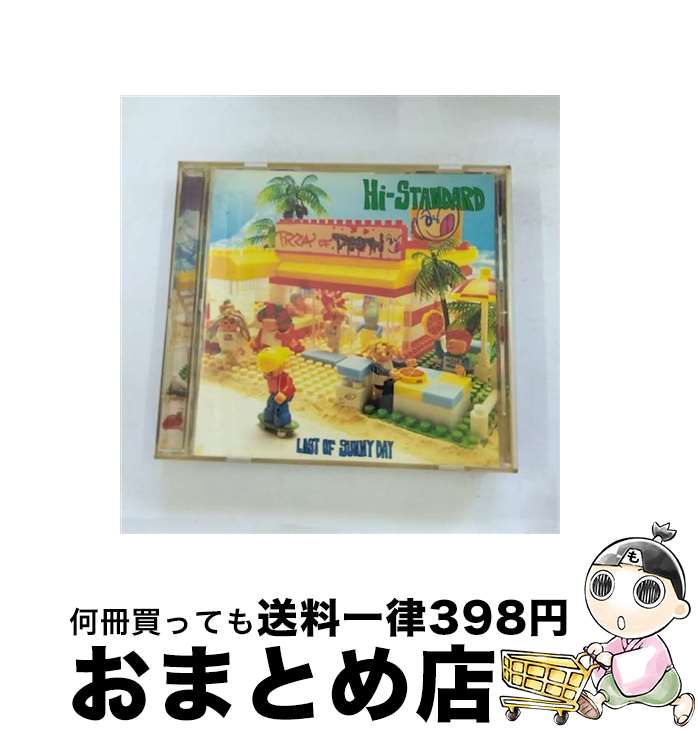 Hi-STANDARD
PIZZA OF DEATH
LAST OF SUNNY DAY
も
何冊買っても送料一律398円
おまとめ店